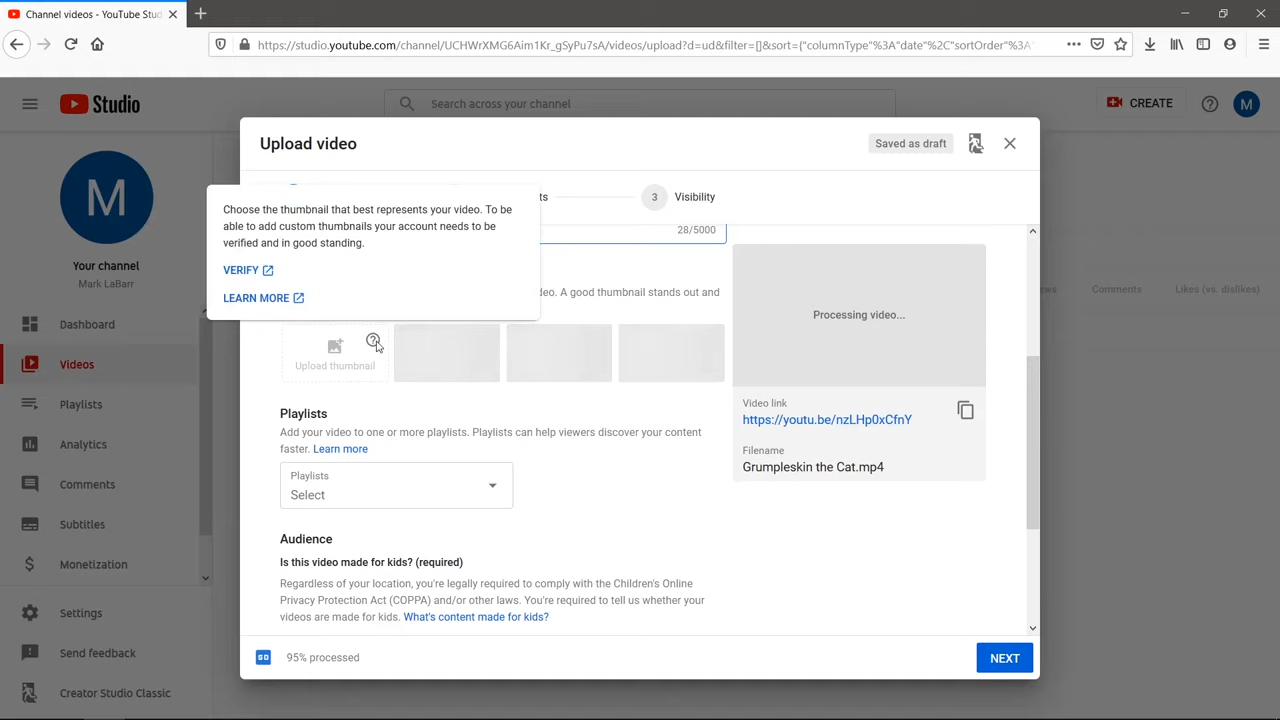 Channel videos - YouTube Stud
https://studio.youtube.com/channel/UCHWrXMG6Aim1Kr_gSyPu7sA/videos/upload?d=ud&filter=[]&sort={"columnType"%3A"date"%2C"sortOrder"%3A"
Studio
Search across your channel
CREATE
M
M
Your channel
Mark LaBarr
Dashboard
Videos
Playlists
Analytics
Comments
Subtitles
Monetization
Settings
Send feedback
Creator Studio Classic
Comments
Likes (vs. dislikes)
Upload video
Saved as draft
3
Visibility
28/5000
Choose the thumbnail that best represents your video. To be
able to add custom thumbnails your account needs to be
verified and in good standing.
VERIFY
LEARN MORE
A good thumbnail stands out and
Upload thumbnail
Processing video...
Video link
https://youtu.be/nzLHp0xCfnY
Filename
Grumpleskin the Cat.mp4
Playlists
Add your video to one or more playlists. Playlists can help viewers discover your content
faster. Learn more
Playlists
Select
Audience
Is this video made for kids? (required)
Regardless of your location, you're legally required to comply with the Children's Online
Privacy Protection Act (COPPA) and/or other laws. You're required to tell us whether your
videos are made for kids. What's content made for kids?
SD
95% processed
NEXT